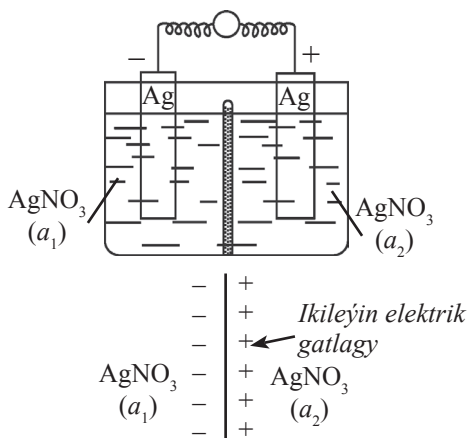 – +
Ag Ag
AgNO₃
(a₁)
AgNO₃
(a₂)
– +
– +
– +
– +
– +
– +
Ikileýin elektrik
gatlagy
AgNO₃
(a₁)
AgNO₃
(a₂)